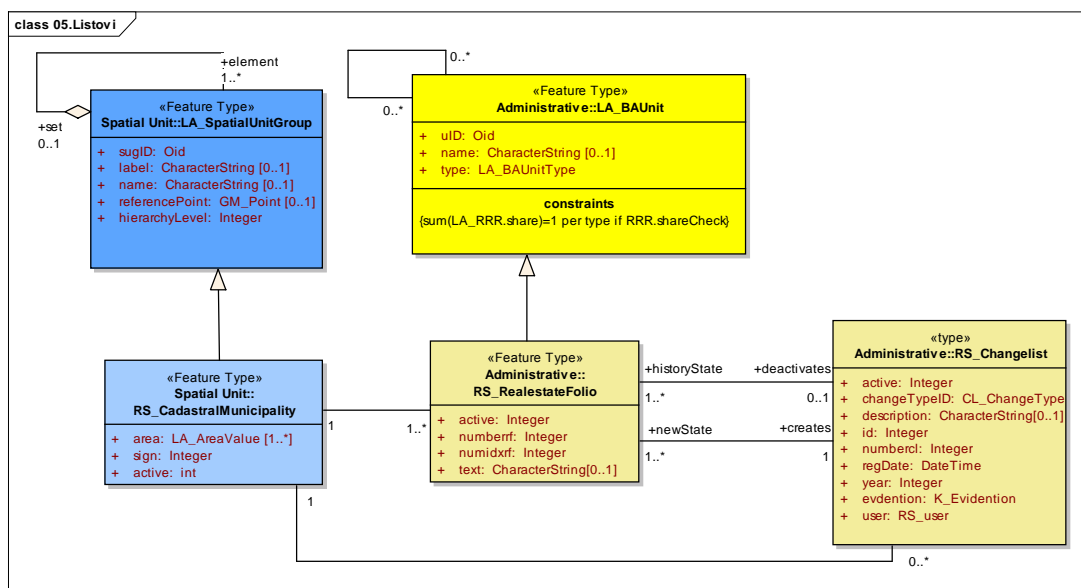 class 05.Listovi
+element
1..*
+set
0..1
«Feature Type»
Spatial Unit::LA_SpatialUnitGroup
+ sugID: Oid
+ label: CharacterString [0..1]
+ name: CharacterString [0..1]
+ referencePoint: GM_Point [0..1]
+ hierarchyLevel: Integer
0..*
0..*
«Feature Type»
Administrative::LA_BAUnit
+ uID: Oid
+ name: CharacterString [0..1]
+ type: LA_BAUnitType
constraints
{sum(LA_RRR.share)=1 per type if RRR.shareCheck}
«Feature Type»
Spatial Unit::
RS_CadastralMunicipality
+ area: LA_AreaValue [1..*]
+ sign: Integer
+ active: int
1
1..*
«Feature Type»
Administrative::
RS_RealestateFolio
+ active: Integer
+ numberrf: Integer
+ numidxrf: Integer
+ text: CharacterString[0..1]
+historyState
+deactivates
1..*
0..1
+newState
+creates
1..*
1
«type»
Administrative::RS_Changelist
+ active: Integer
+ changeTypeID: CL_ChangeType
+ description: CharacterString[0..1]
+ id: Integer
+ numbercl: Integer
+ regDate: DateTime
+ year: Integer
+ evdention: K_Evidention
+ user: RS_user
1
0..*